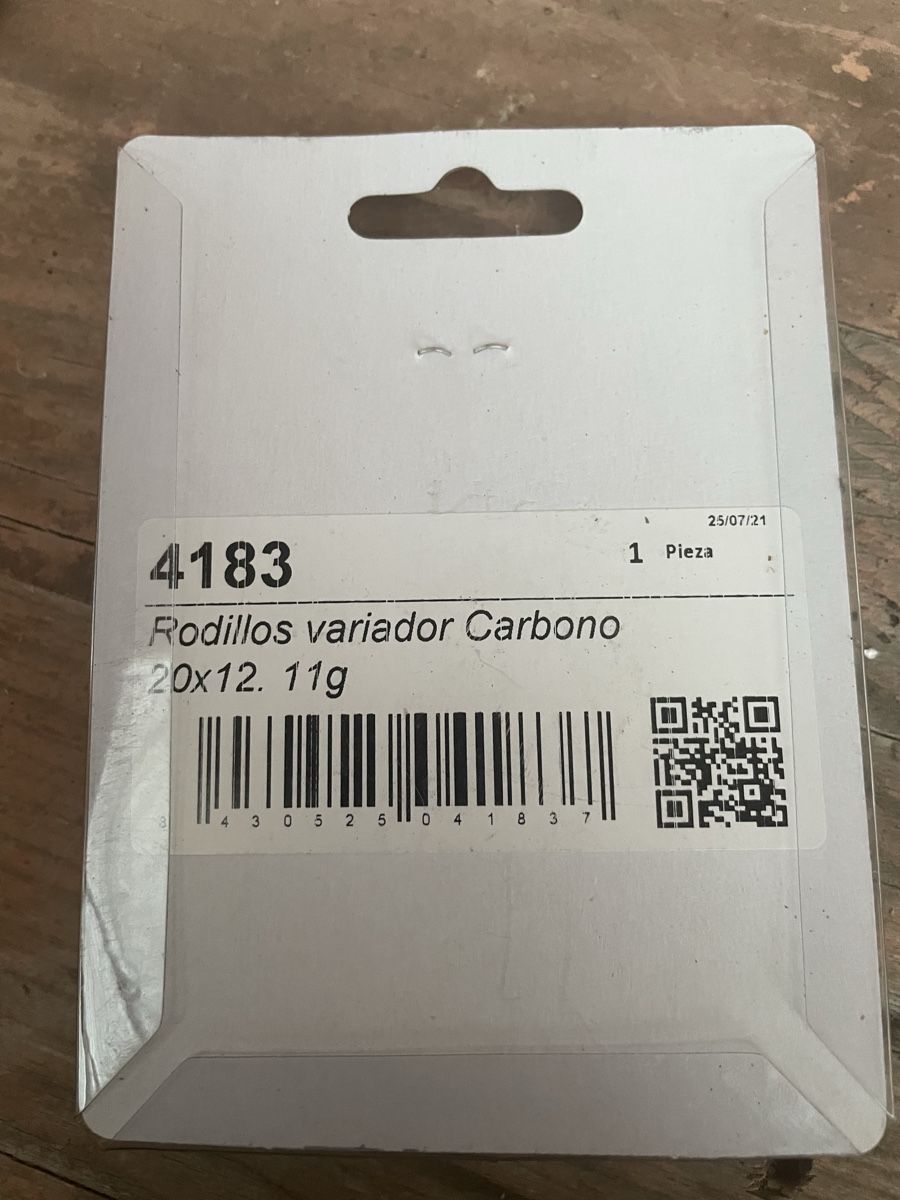 25/07/21
4183 1 Pieza
Rodillos variador Carbono
20x12. 11g
8 430525 041837